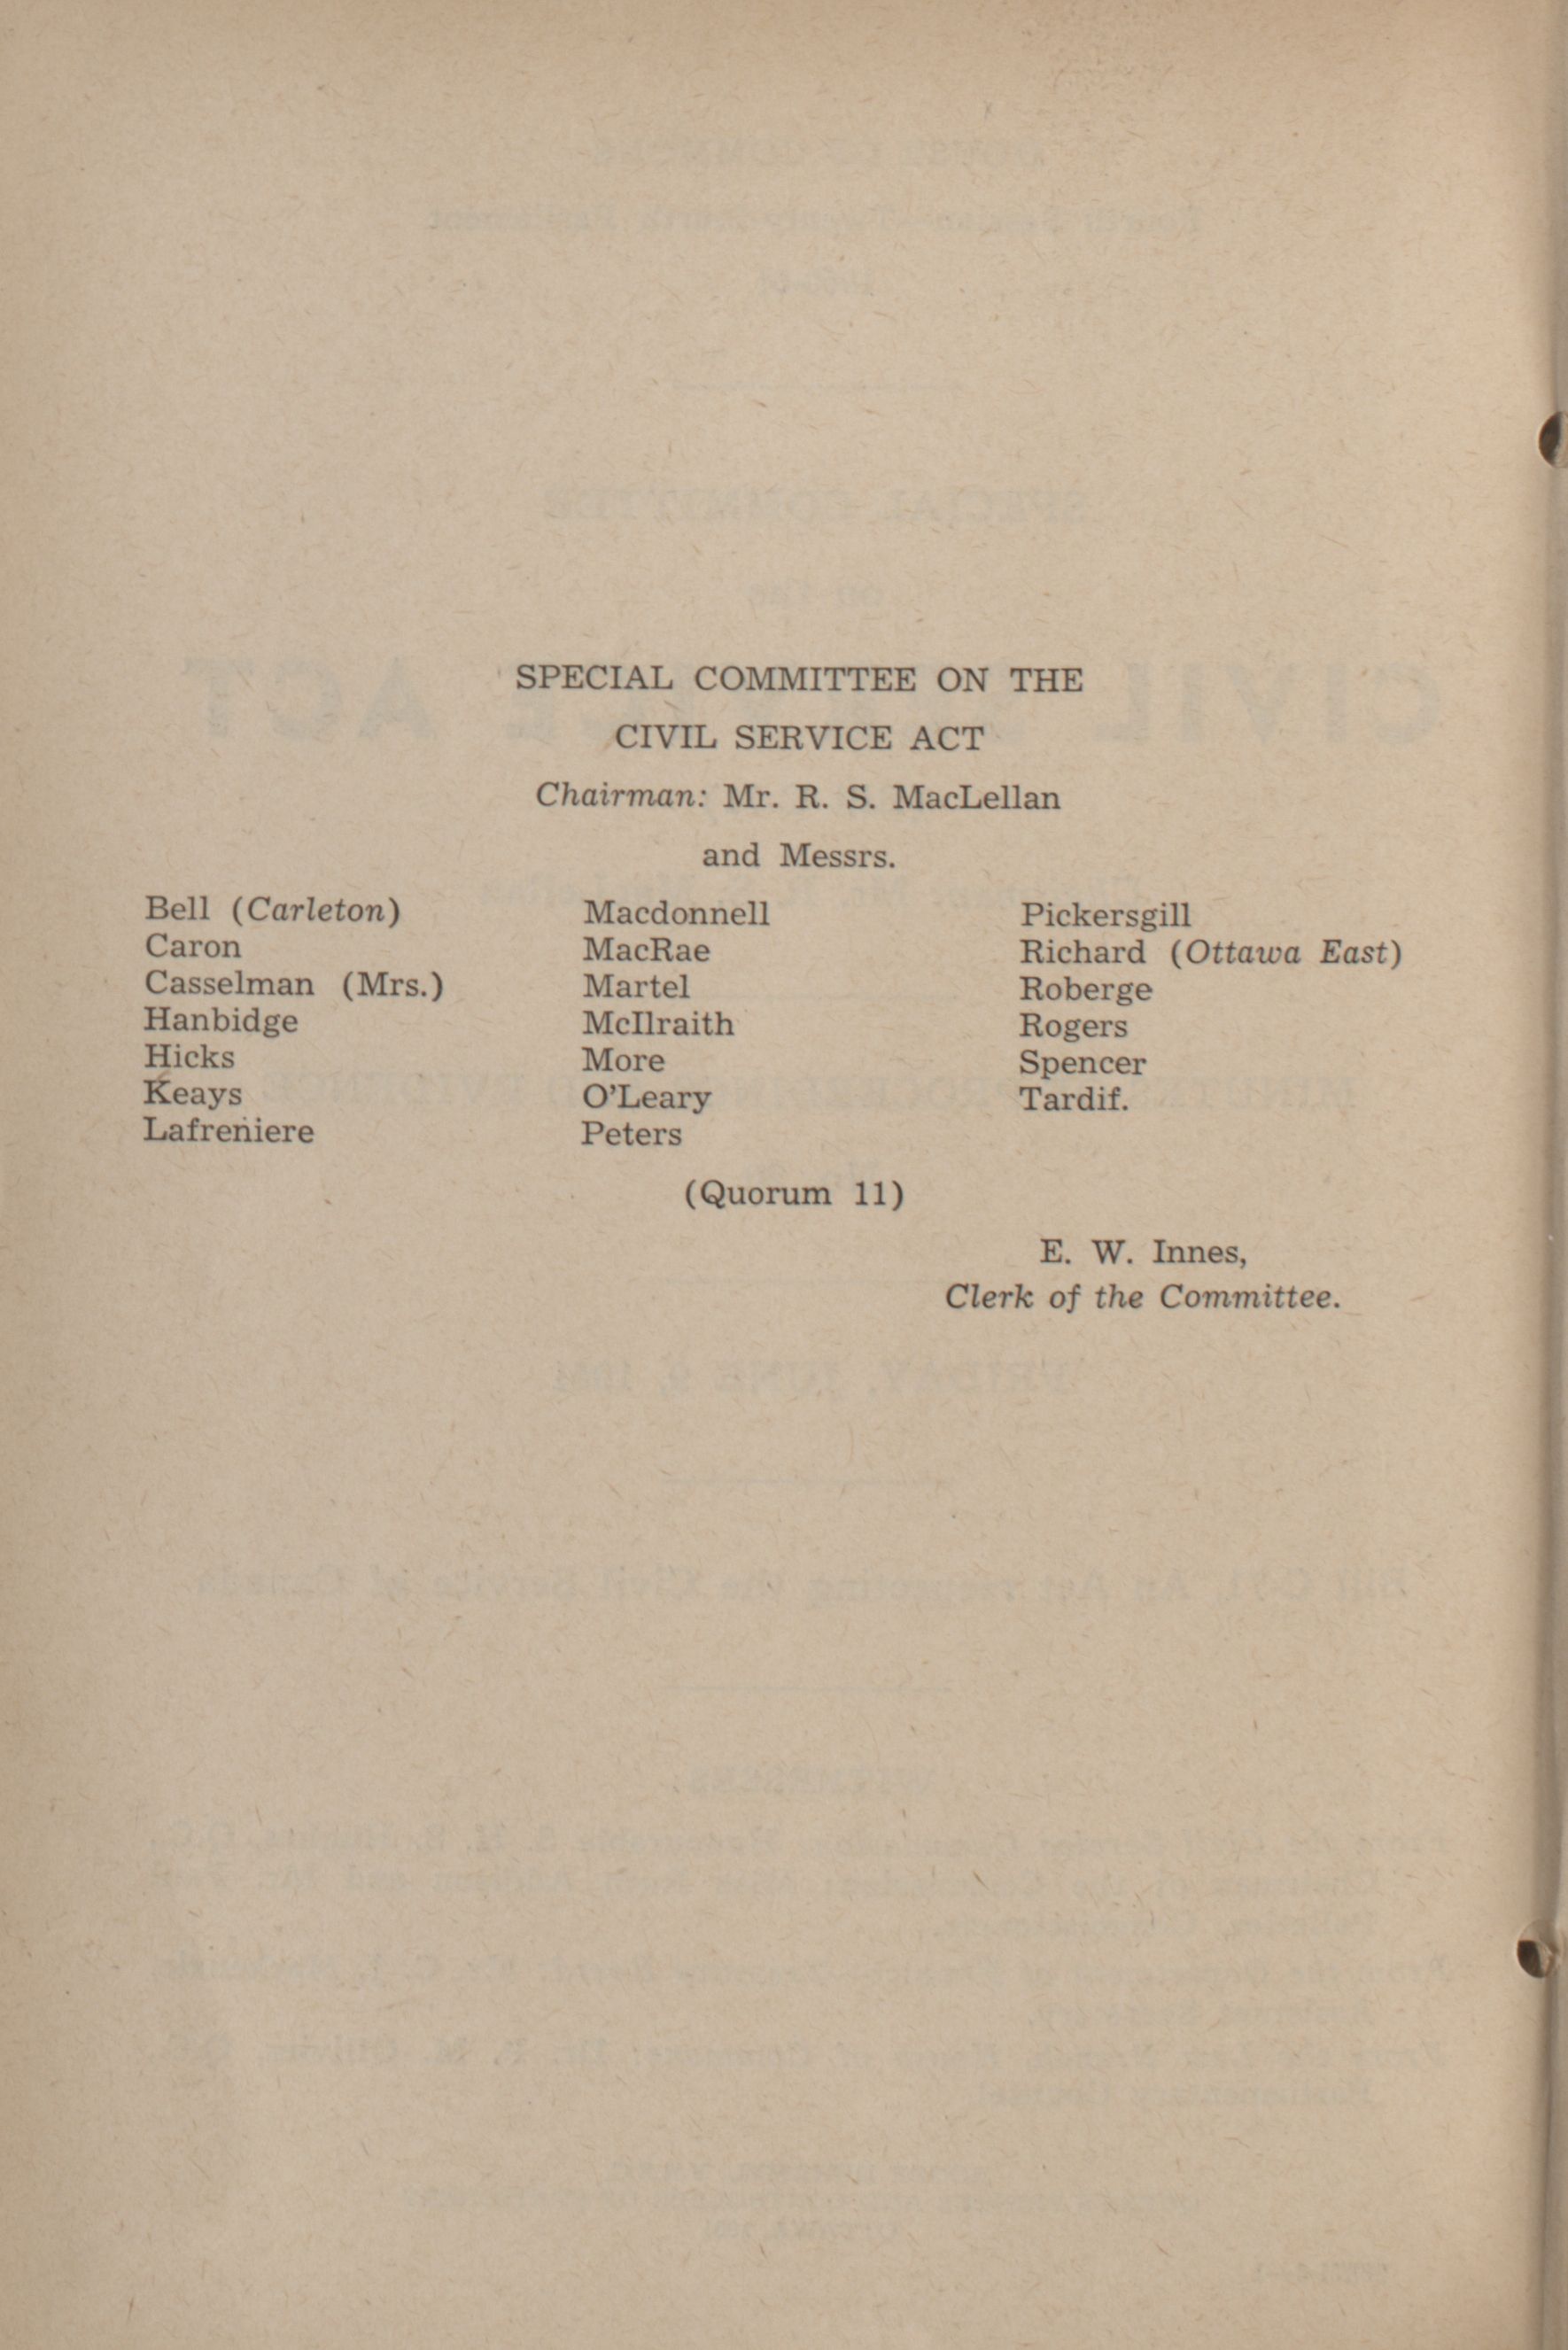 SPECIAL COMMITTEE ON THE
CIVIL SERVICE ACT
Chairman: Mr. R. S. MacLellan
and Messrs.
Bell (Carleton)
Caron
Casselman (Mrs.)
Hanbidge
Hicks
Keays
Lafreniere
Macdonnell
MacRae
Martel
McIlraith
More
O'Leary
Peters
Pickersgill
Richard (Ottawa East)
Roberge
Rogers
Spencer
Tardif.
(Quorum 11)
E. W. Innes,
Clerk of the Committee.